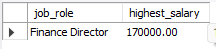 job_role highest_salary
Finance Director 170000.00